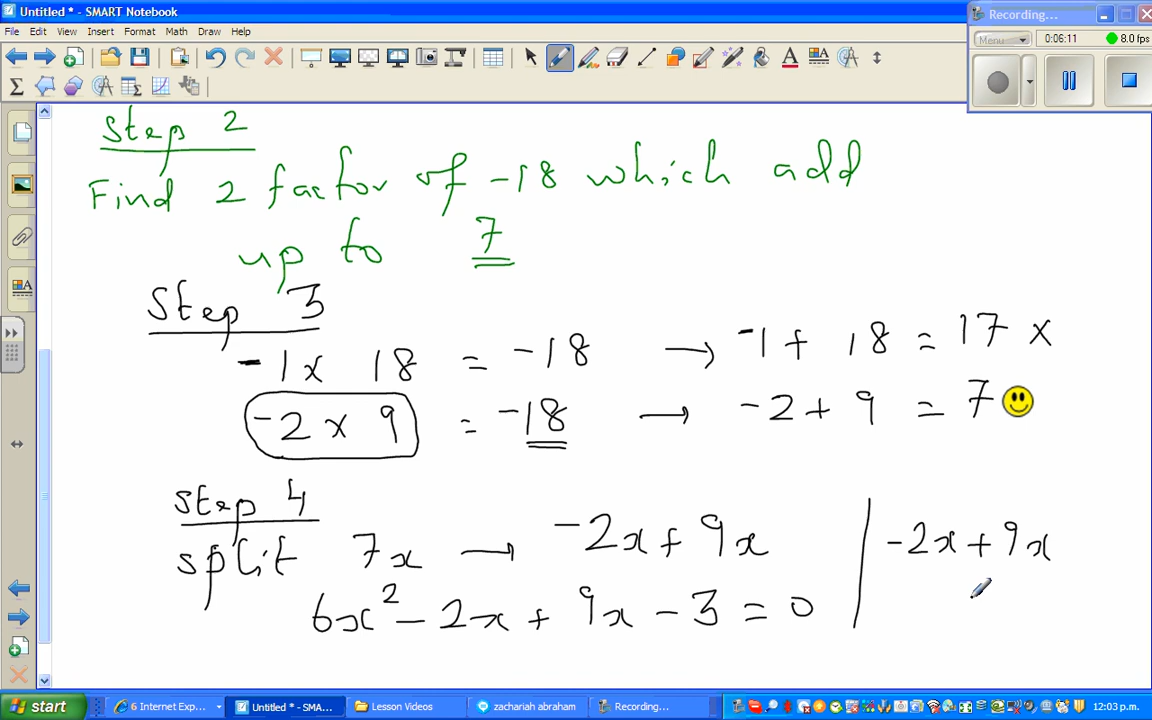 Untitled * - SMART Notebook
Recording...
File Edit View Insert Format Math Draw Help
Menu
0:06:11
8.0 fps
Step 2
Find 2 factor of -18 which add
up to 7
Step 3
-1 x 18 = -18 → -1 + 18 = 17 x
-2 x 9 = -18 → -2 + 9 = 7
Step 4
split 7x → -2x + 9x
-2x + 9x
6x² - 2x + 9x - 3 = 0
start
6 Internet Exp...
Untitled * - SMA...
Lesson Videos
zachariah abraham
Recording...
12:03 p.m.